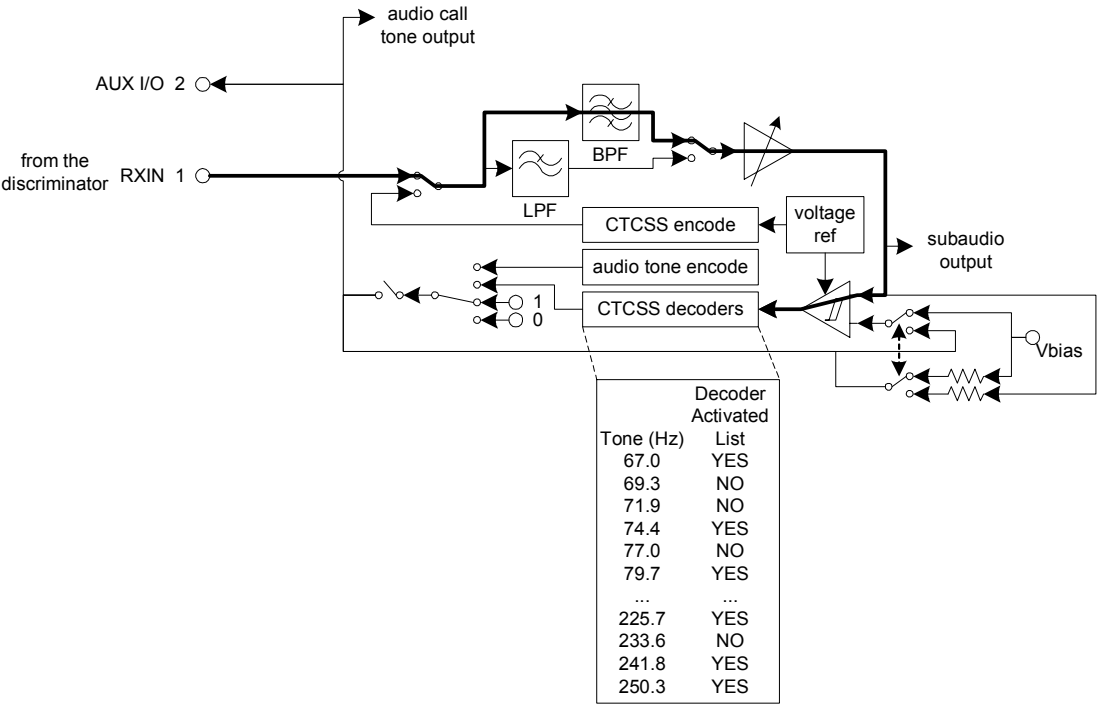 audio call
tone output
AUX I/O 2
from the
discriminator
RXIN 1
BPF
LPF
CTCSS encode
voltage
ref
audio tone encode
subaudio
output
CTCSS decoders
1
0
Vbias
Decoder
Activated
Tone (Hz) List
67.0 YES
69.3 NO
71.9 NO
74.4 YES
77.0 NO
79.7 YES
... ...
225.7 YES
233.6 NO
241.8 YES
250.3 YES